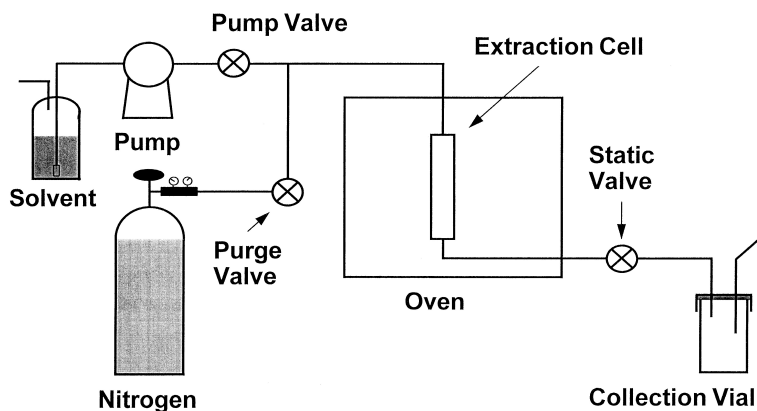 Pump Valve
Extraction Cell
Pump
Static
Valve
Solvent
Purge
Valve
Oven
Nitrogen
Collection Vial